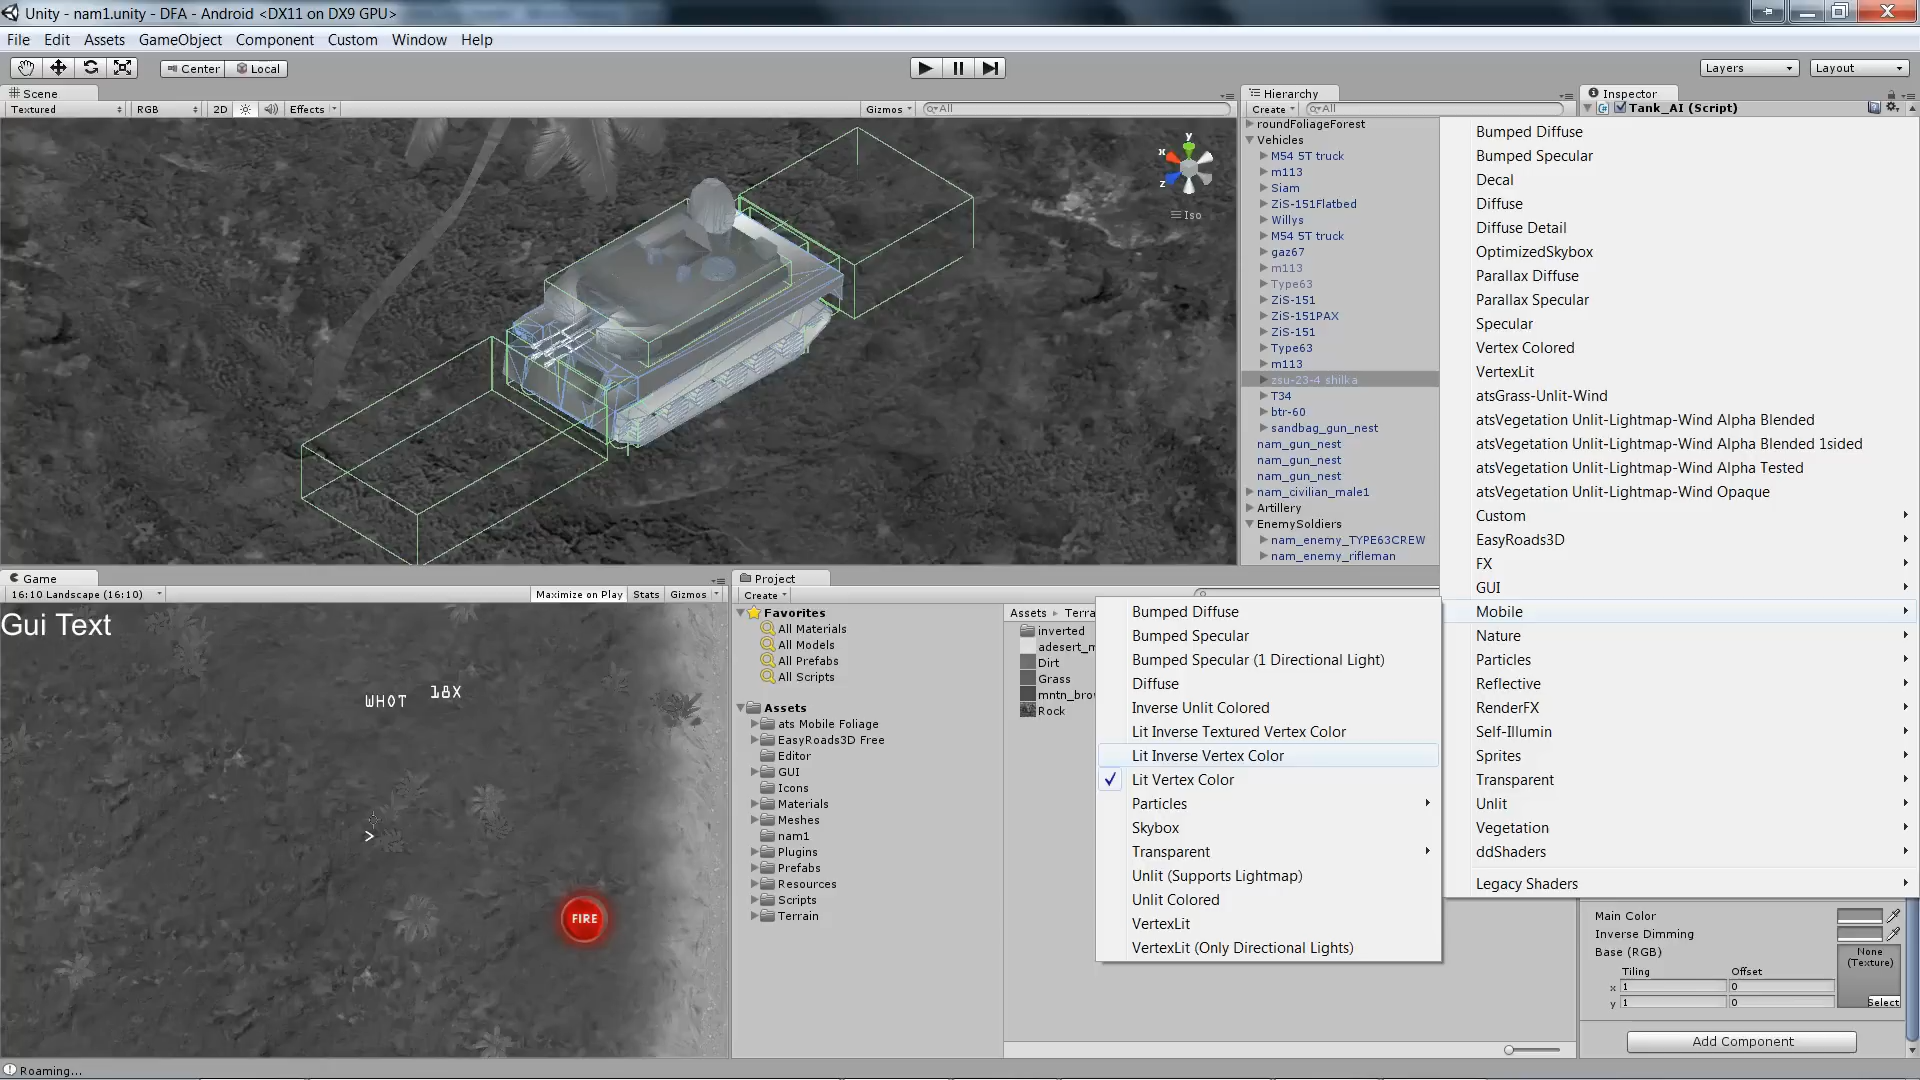 Unity - nam1.unity - DFA - Android <DX11 on DX9 GPU>
File Edit Assets GameObject Component Custom Window Help
Center Local Layers Layout
Scene
Textured RGB 2D Effects Gizmos All
y
x
z
Iso
Hierarchy
Create All
roundFoliageForest
Vehicles
M54 5T truck
m113
Siam
ZiS-151Flatbed
Willys
M54 5T truck
gaz67
m113
Type63
ZiS-151
ZiS-151PAX
ZiS-151
Type63
m113
zsu-23-4 shilka
T34
btr-60
sandbag_gun_nest
nam_gun_nest
nam_gun_nest
nam_gun_nest
nam_civilian_male1
Artillery
EnemySoldiers
nam_enemy_TYPE63CREW
nam_enemy_rifleman
Inspector
Tank_AI (Script)
Bumped Diffuse
Bumped Specular
Decal
Diffuse
Diffuse Detail
OptimizedSkybox
Parallax Diffuse
Parallax Specular
Specular
Vertex Colored
VertexLit
atsGrass-Unlit-Wind
atsVegetation Unlit-Lightmap-Wind Alpha Blended
atsVegetation Unlit-Lightmap-Wind Alpha Blended 1sided
atsVegetation Unlit-Lightmap-Wind Alpha Tested
atsVegetation Unlit-Lightmap-Wind Opaque
Custom
EasyRoads3D
FX
GUI
Mobile
Nature
Particles
Reflective
RenderFX
Self-Illumin
Sprites
Transparent
Unlit
Vegetation
ddShaders
Legacy Shaders
Game
16:10 Landscape (16:10) Maximize on Play Stats Gizmos
Gui Text
WHOT 18X
>
FIRE
Project
Create
Favorites
All Materials
All Models
All Prefabs
All Scripts
Assets
ats Mobile Foliage
EasyRoads3D Free
Editor
GUI
Icons
Materials
Meshes
nam1
Plugins
Prefabs
Resources
Scripts
Terrain
Assets Terra
inverted
adesert_m
Dirt
Grass
mntn_bro
Rock
Bumped Diffuse
Bumped Specular
Bumped Specular (1 Directional Light)
Diffuse
Inverse Unlit Colored
Lit Inverse Textured Vertex Color
Lit Inverse Vertex Color
Lit Vertex Color
Particles
Skybox
Transparent
Unlit (Supports Lightmap)
Unlit Colored
VertexLit
VertexLit (Only Directional Lights)
Main Color
Inverse Dimming
Base (RGB)
None
(Texture)
Tiling Offset
x 1 0
y 1 0
Select
Add Component
Roaming...